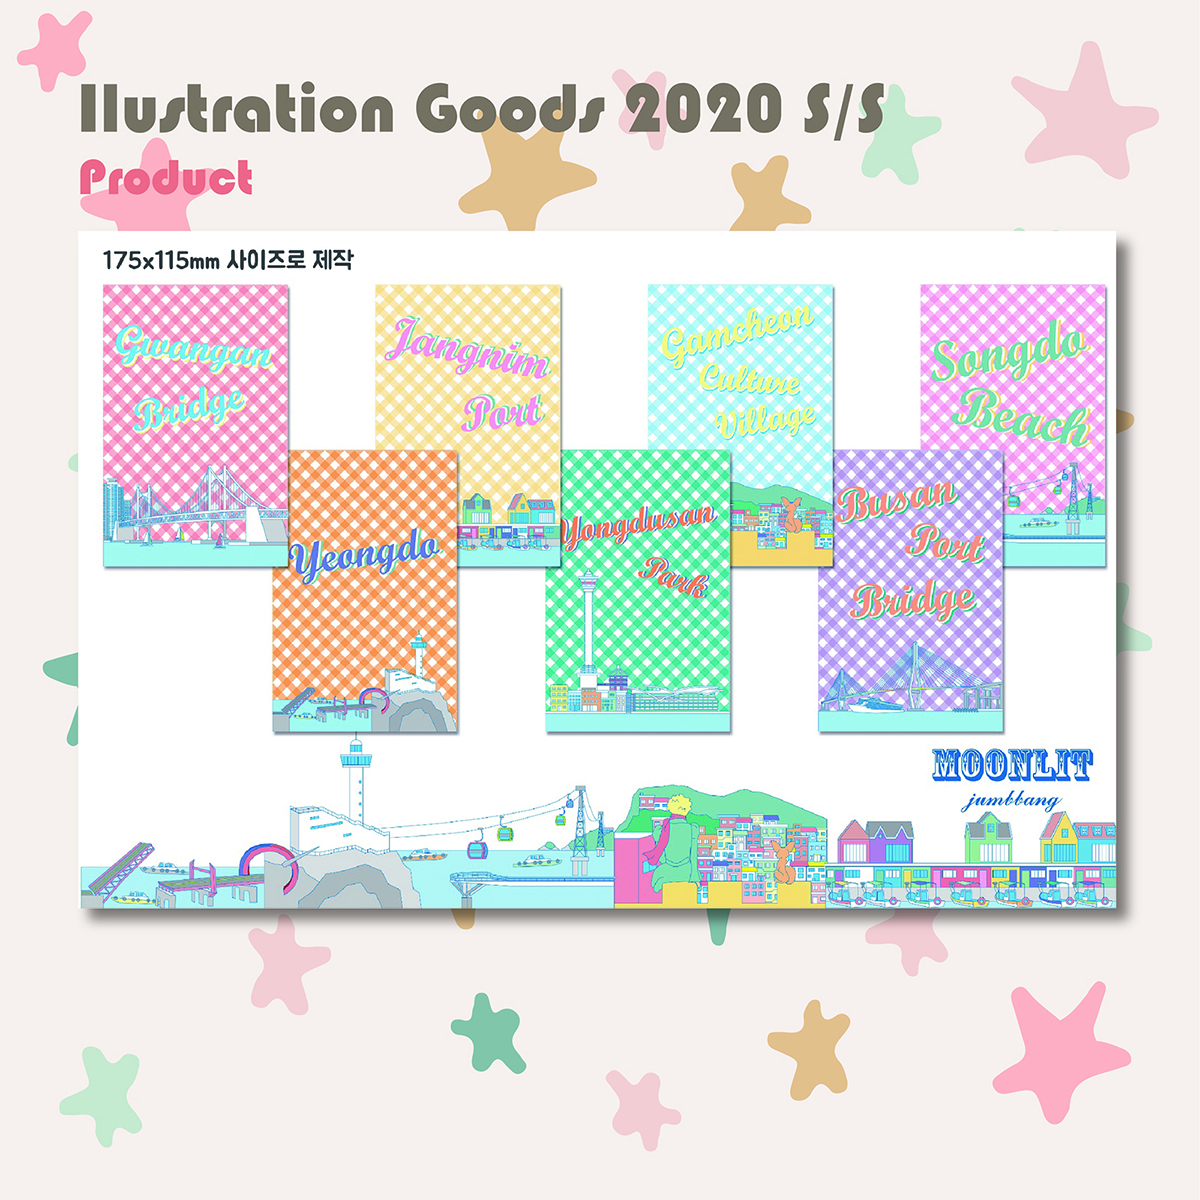 Ilustration Goods 2020 S/S
Product
175x115mm 사이즈로 제작
Gwangan
Bridge
Jangnim
Port
Gamcheon
Culture
Village
Songdo
Beach
Yeongdo
Yongdusan
Park
Busan
Port
Bridge
MOONLIT
jumbbang